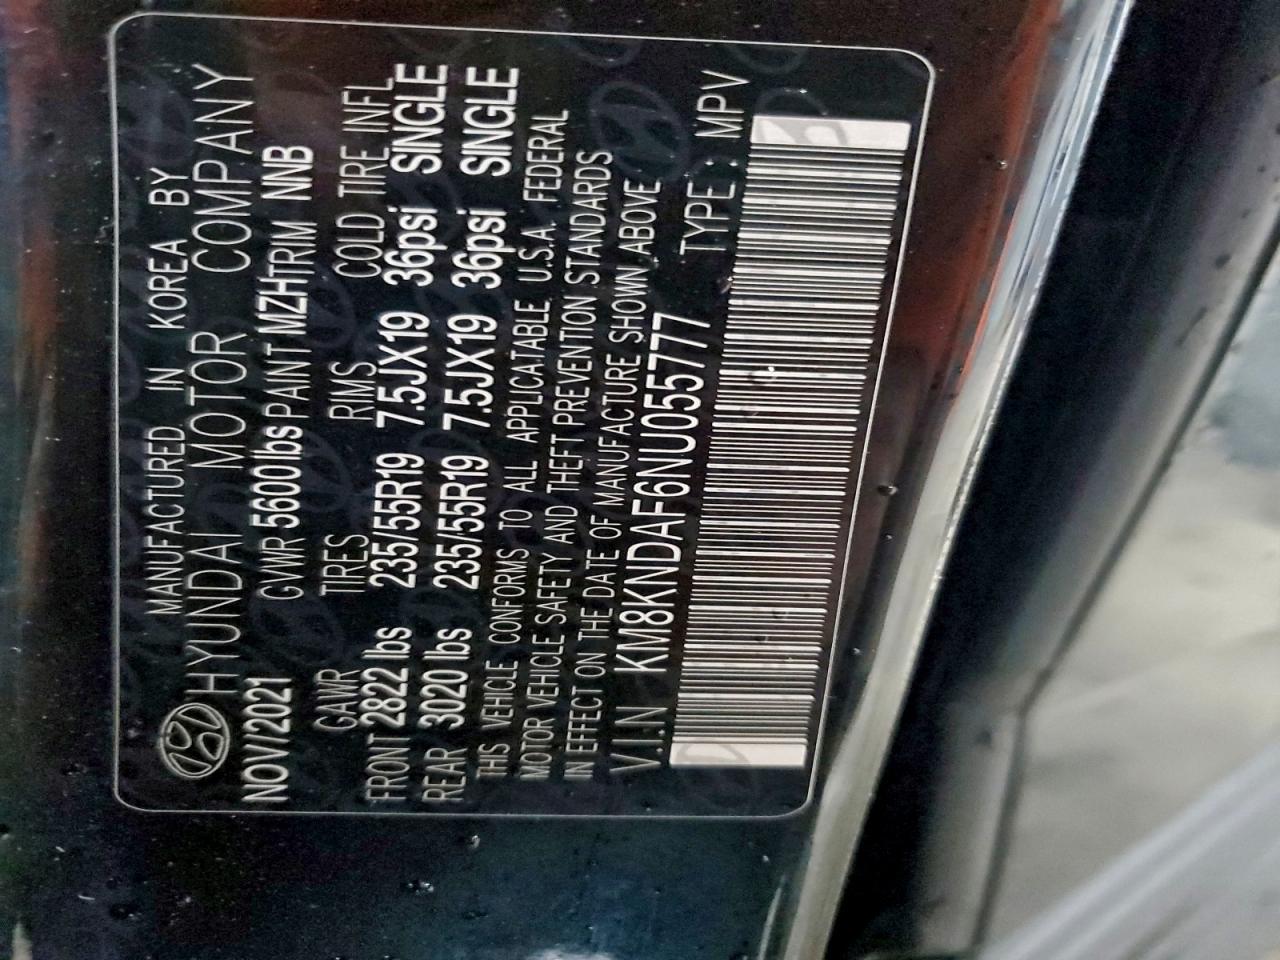 MANUFACTURED IN KOREA BY
HYUNDAI MOTOR COMPANY
NOV/2021 GVWR 5600lbs PAINT MZHTRIM NNB
GAWR TIRES RIMS COLD TIRE INFL
FRONT 2822 lbs 235/55R19 7.5JX19 36psi SINGLE
REAR 3020 lbs 235/55R19 7.5JX19 36psi SINGLE
THIS VEHICLE CONFORMS TO ALL APPLICATABLE U.S.A. FEDERAL
MOTOR VEHICLE SAFETY AND THEFT PREVENTION STANDARDS
IN EFFECT ON THE DATE OF MANUFACTURE SHOWN ABOVE
V.I.N KM8KNDAF6NU055777 TYPE : MPV